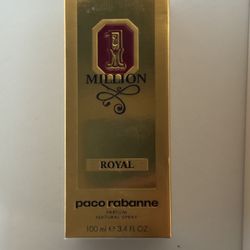 1
MILLION
ROYAL
paco rabanne
PARFUM
NATURAL SPRAY
100 ml e 3.4 FL OZ